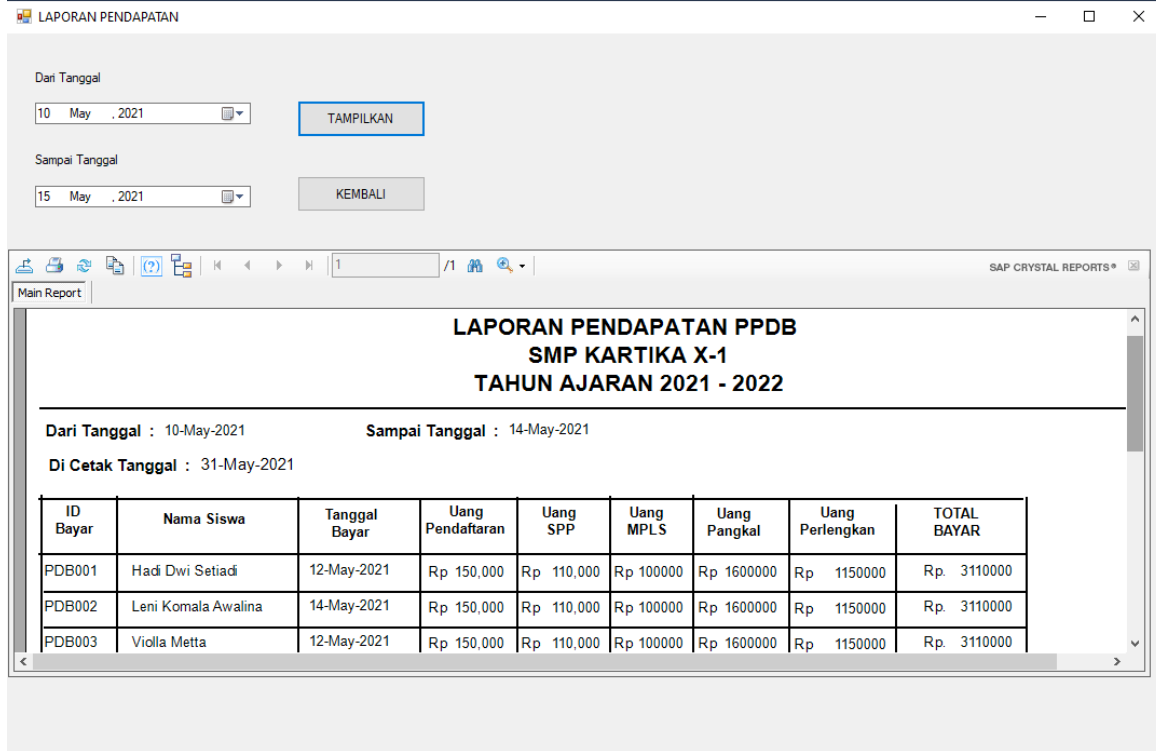 LAPORAN PENDAPATAN
Dari Tanggal
10 May , 2021
TAMPILKAN
Sampai Tanggal
15 May , 2021
KEMBALI
1 /1
SAP CRYSTAL REPORTS®
Main Report
LAPORAN PENDAPATAN PPDB
SMP KARTIKA X-1
TAHUN AJARAN 2021 - 2022
Dari Tanggal : 10-May-2021 Sampai Tanggal : 14-May-2021
Di Cetak Tanggal : 31-May-2021
ID Bayar Nama Siswa Tanggal Bayar Uang Pendaftaran Uang SPP Uang MPLS Uang Pangkal Uang Perlengkan TOTAL BAYAR
PDB001 Hadi Dwi Setiadi 12-May-2021 Rp 150,000 Rp 110,000 Rp 100000 Rp 1600000 Rp 1150000 Rp. 3110000
PDB002 Leni Komala Awalina 14-May-2021 Rp 150,000 Rp 110,000 Rp 100000 Rp 1600000 Rp 1150000 Rp. 3110000
PDB003 Violla Metta 12-May-2021 Rp 150,000 Rp 110,000 Rp 100000 Rp 1600000 Rp 1150000 Rp. 3110000